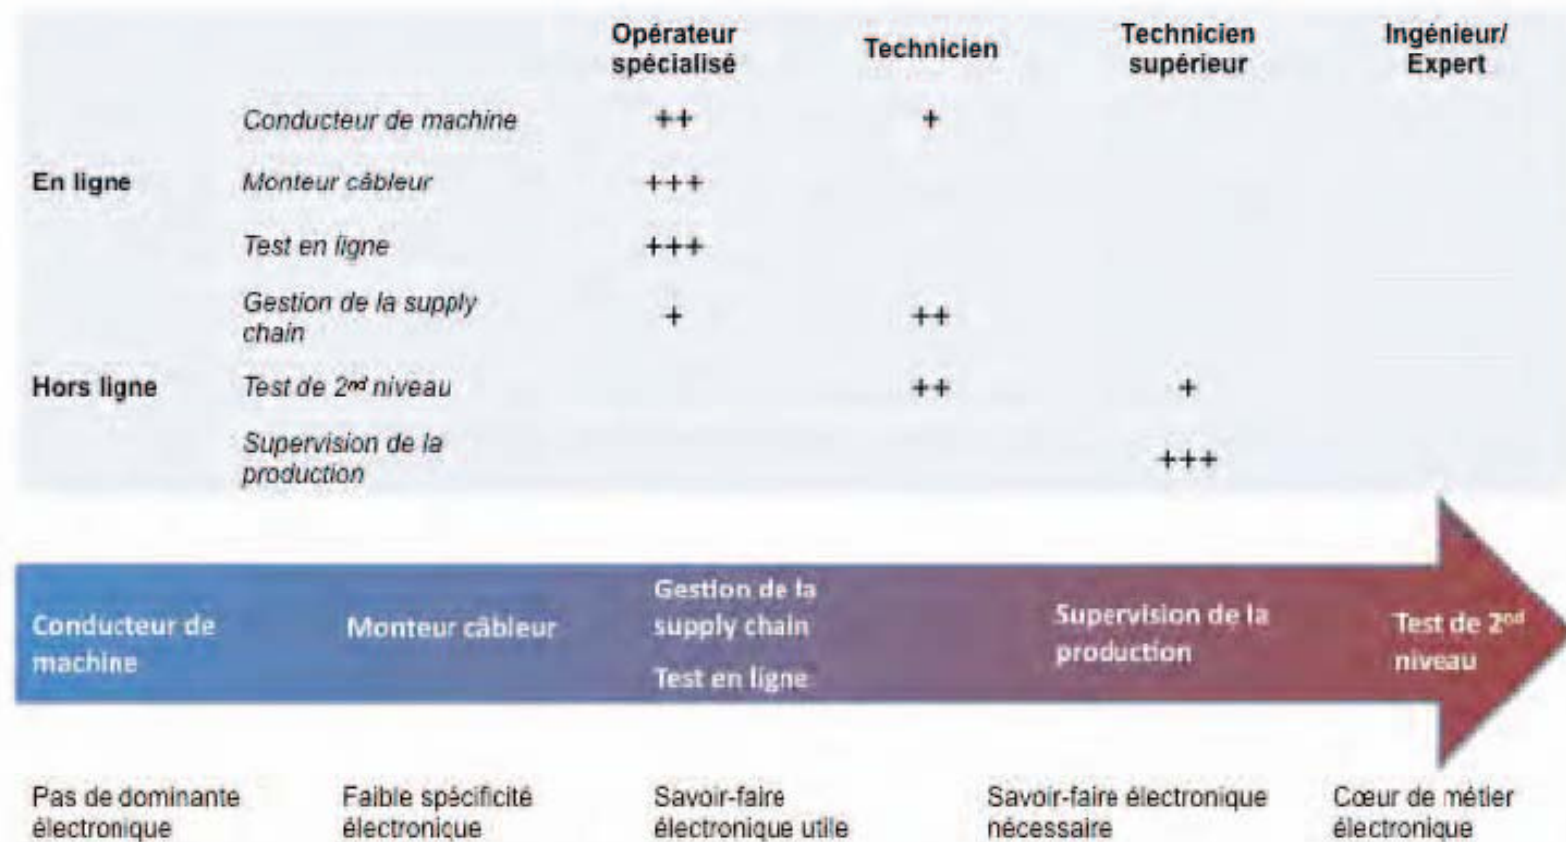 Opérateur spécialisé Technicien Technicien supérieur Ingénieur/ Expert
Conducteur de machine ++ +
En ligne Monteur câbleur +++
Test en ligne +++
Gestion de la supply chain + ++
Hors ligne Test de 2nd niveau ++ +
Supervision de la production +++
Conducteur de
machine
Monteur câbleur
Gestion de la
supply chain
Test en ligne
Supervision de la
production
Test de 2nd
niveau
Pas de dominante
électronique
Faible spécificité
électronique
Savoir-faire
électronique utile
Savoir-faire électronique
nécessaire
Cœur de métier
électronique